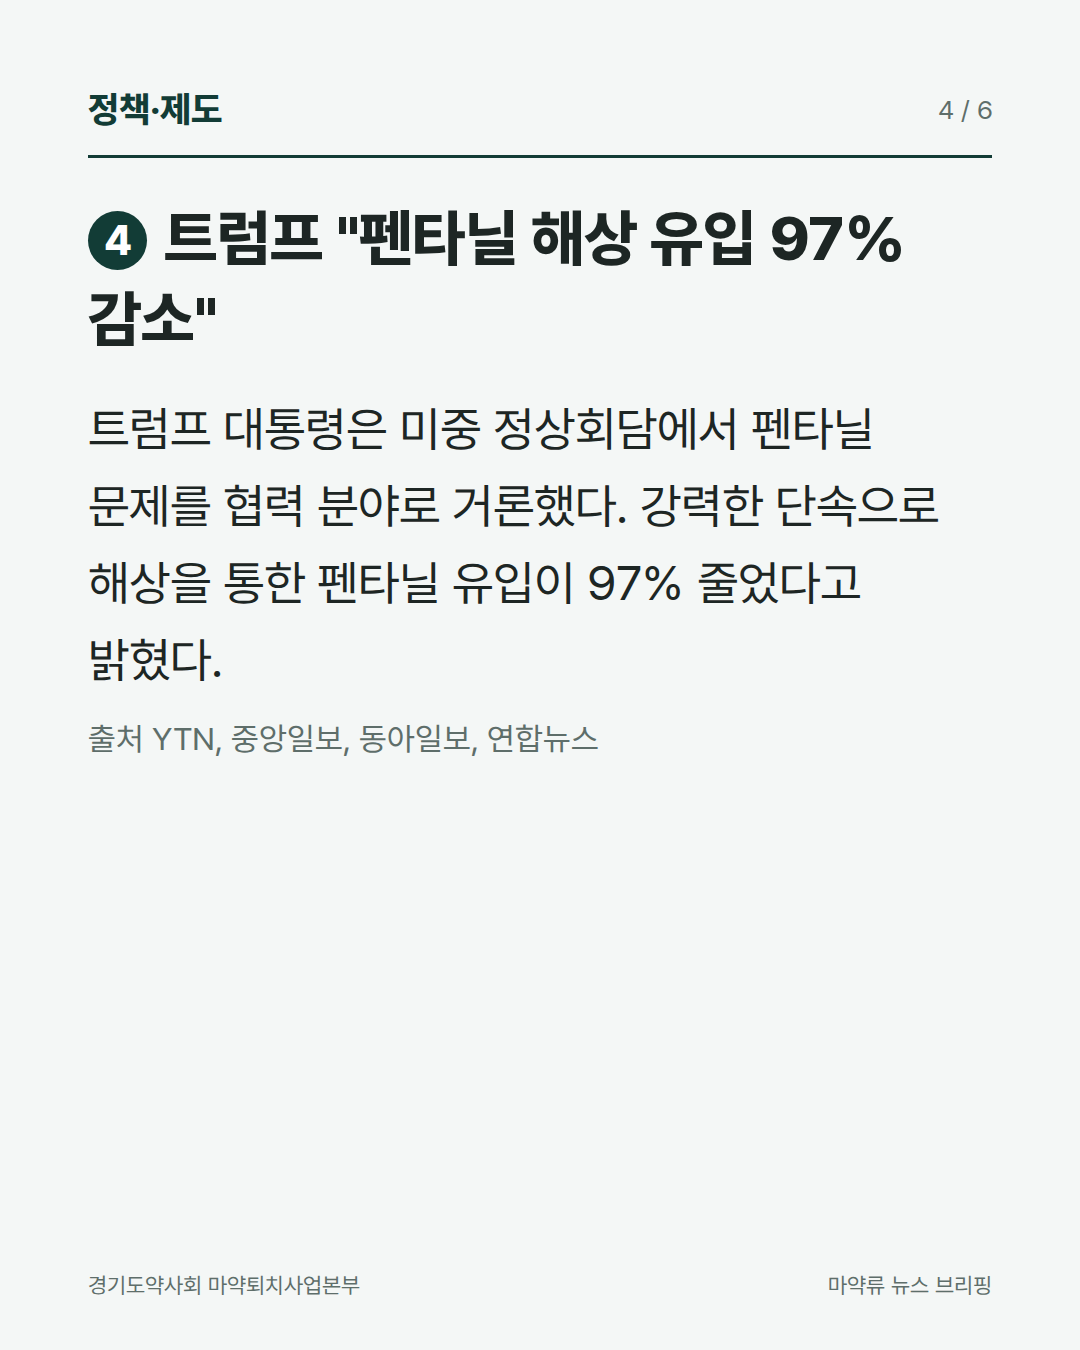 정책·제도
4 / 6
4 트럼프 "펜타닐 해상 유입 97%
감소"
트럼프 대통령은 미중 정상회담에서 펜타닐
문제를 협력 분야로 거론했다. 강력한 단속으로
해상을 통한 펜타닐 유입이 97% 줄었다고
밝혔다.
출처 YTN, 중앙일보, 동아일보, 연합뉴스
경기도약사회 마약퇴치사업본부
마약류 뉴스 브리핑